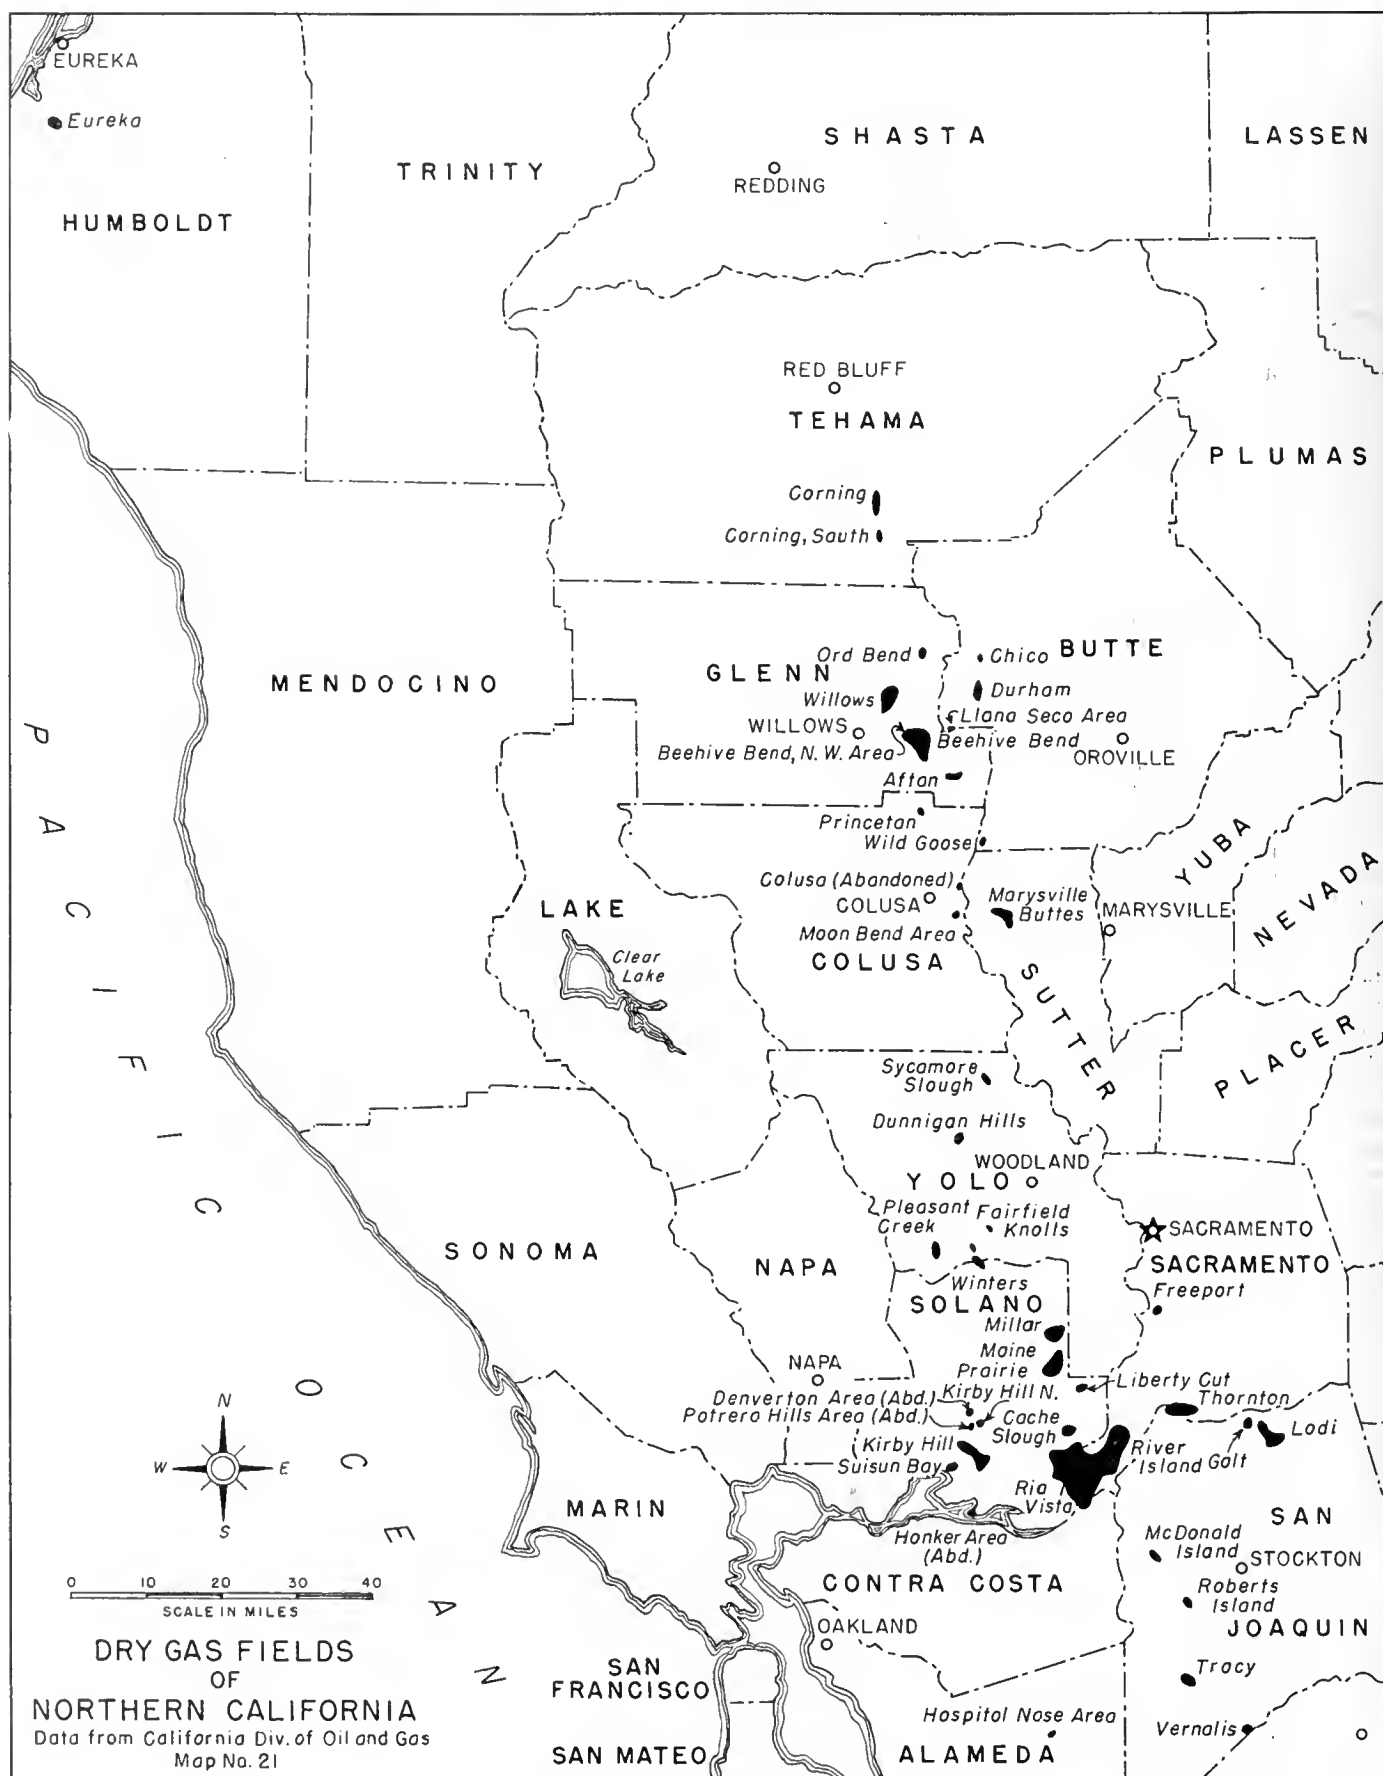 EUREKA
Eureka
HUMBOLDT
TRINITY
SHASTA
REDDING
LASSEN
RED BLUFF
TEHAMA
PLUMAS
Corning
Corning, Sauth
MENDOCINO
GLENN
Ord Bend
Chico
BUTTE
Willows
Durham
WILLOWS
Llana Seco Area
Beehive Bend, N. W. Area
Beehive Bend
OROVILLE
Aftan
Princetan
Wild Goose
YUBA
NEVADA
Colusa (Abandoned)
COLUSA
Marysville
Buttes
MARYSVILLE
Moon Bend Area
COLUSA
LAKE
Clear
Lake
SUTTER
PLACER
PACIFIC OCEAN
Sycamore
Slough
Dunnigan Hills
WOODLAND
YOLO
Pleasant
Creek
Fairfield
Knolls
SACRAMENTO
SACRAMENTO
SONOMA
NAPA
Winters
Freeport
SOLANO
Millar
Maine
Prairie
NAPA
Denverton Area (Abd.)
Kirby Hill N.
Liberty Cut
Potrero Hills Area (Abd.)
Thornton
Cache
Slough
Kirby Hill
Suisun Bay
River
Island
Galt
Lodi
Ria
Vista
MARIN
Honker Area
(Abd.)
SAN
JOAQUIN
McDonald
Island
STOCKTON
CONTRA COSTA
Roberts
Island
OAKLAND
Tracy
SAN
FRANCISCO
Hospital Nose Area
Vernalis
SAN MATEO
ALAMEDA
N
W E
S
0 10 20 30 40
SCALE IN MILES
DRY GAS FIELDS
OF
NORTHERN CALIFORNIA
Data from California Div. of Oil and Gas
Map No. 21